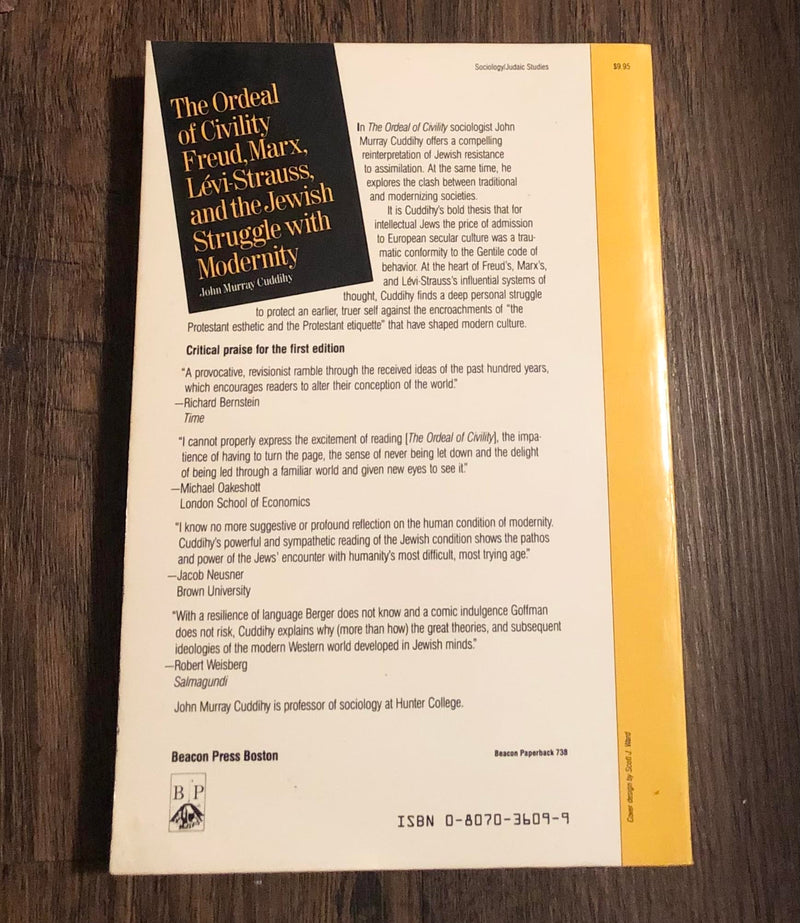 Sociology/Judaic Studies
$9.95
The Ordeal
of Civility
Freud, Marx,
Lévi-Strauss,
and the Jewish
Struggle with
Modernity
John Murray Cuddihy
In The Ordeal of Civility sociologist John
Murray Cuddihy offers a compelling
reinterpretation of Jewish resistance
to assimilation. At the same time, he
explores the clash between traditional
and modernizing societies.
It is Cuddihy's bold thesis that for
intellectual Jews the price of admission
to European secular culture was a trau-
matic conformity to the Gentile code of
behavior. At the heart of Freud's, Marx's,
and Lévi-Strauss's influential systems of
thought, Cuddihy finds a deep personal struggle
to protect an earlier, truer self against the encroachments of "the
Protestant esthetic and the Protestant etiquette" that have shaped modern culture.
Critical praise for the first edition
"A provocative, revisionist ramble through the received ideas of the past hundred years,
which encourages readers to alter their conception of the world."
—Richard Bernstein
Time
"I cannot properly express the excitement of reading [The Ordeal of Civility], the impa-
tience of having to turn the page, the sense of never being let down and the delight
of being led through a familiar world and given new eyes to see it."
—Michael Oakeshott
London School of Economics
"I know no more suggestive or profound reflection on the human condition of modernity.
Cuddihy's powerful and sympathetic reading of the Jewish condition shows the pathos
and power of the Jews' encounter with humanity's most difficult, most trying age."
—Jacob Neusner
Brown University
"With a resilience of language Berger does not know and a comic indulgence Goffman
does not risk, Cuddihy explains why (more than how) the great theories, and subsequent
ideologies of the modern Western world developed in Jewish minds."
—Robert Weisberg
Salmagundi
John Murray Cuddihy is professor of sociology at Hunter College.
Beacon Press Boston
Beacon Paperback 738
B P
ISBN 0-8070-3609-9
Cover design by Scott J. Ward